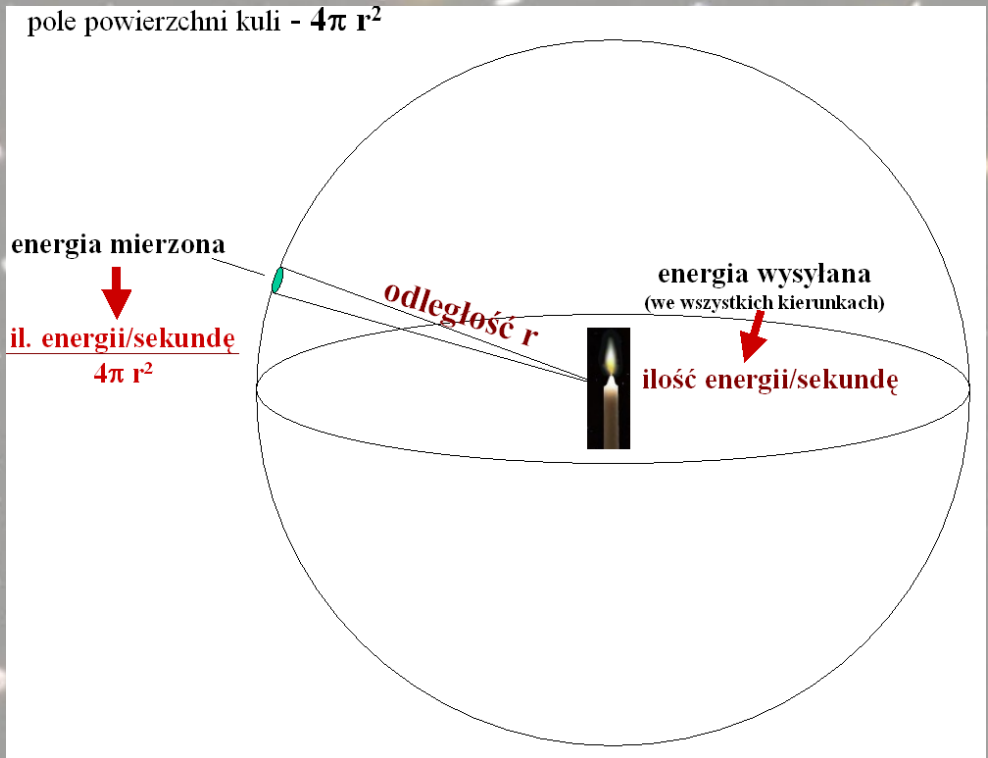 pole powierzchni kuli - 4π r²
energia mierzona
il. energii/sekundę
4π r²
odległość r
energia wysyłana
(we wszystkich kierunkach)
ilość energii/sekundę